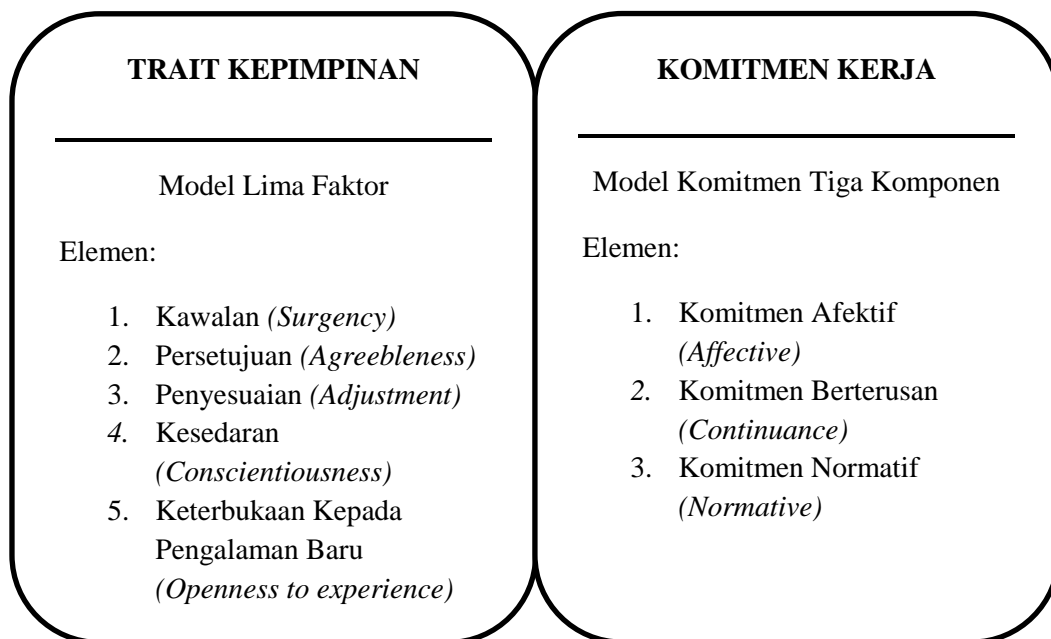 TRAIT KEPIMPINAN
Model Lima Faktor
Elemen:
1. Kawalan (Surgency)
2. Persetujuan (Agreebleness)
3. Penyesuaian (Adjustment)
4. Kesedaran
(Conscientiousness)
5. Keterbukaan Kepada
Pengalaman Baru
(Openness to experience)
KOMITMEN KERJA
Model Komitmen Tiga Komponen
Elemen:
1. Komitmen Afektif
(Affective)
2. Komitmen Berterusan
(Continuance)
3. Komitmen Normatif
(Normative)